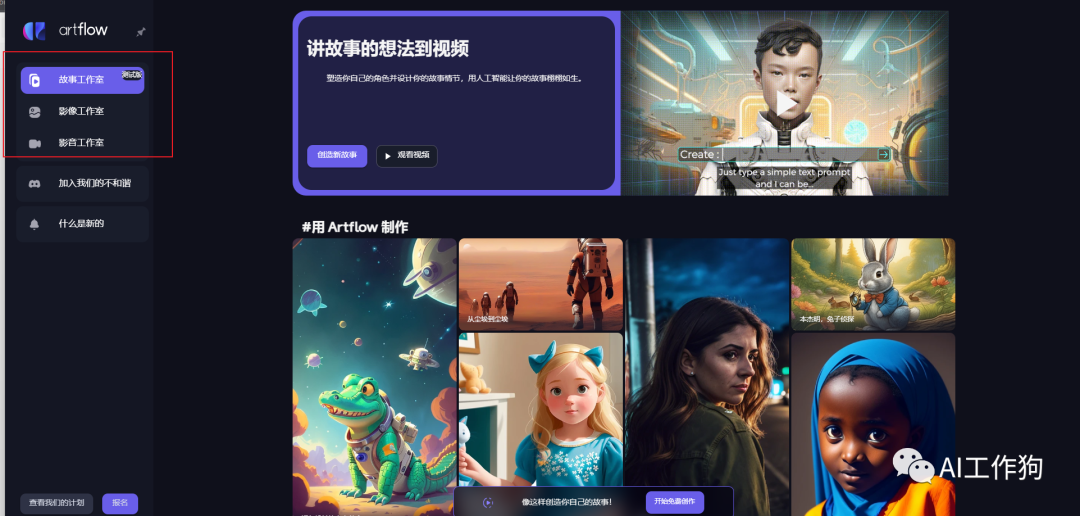 artflow
故事工作室
测试版
影像工作室
影音工作室
加入我们的不和谐
什么是新的
查看我们的计划
报名
讲故事的想法到视频
塑造你自己的角色并设计你的故事情节，用人工智能让你的故事栩栩如生。
创造新故事
观看视频
Create :
Just type a simple text prompt
and I can be...
#用 Artflow 制作
从尘埃到尘埃
本杰明，兔子侦探
像这样创造你自己的故事!
开始免费创作
AI工作狗